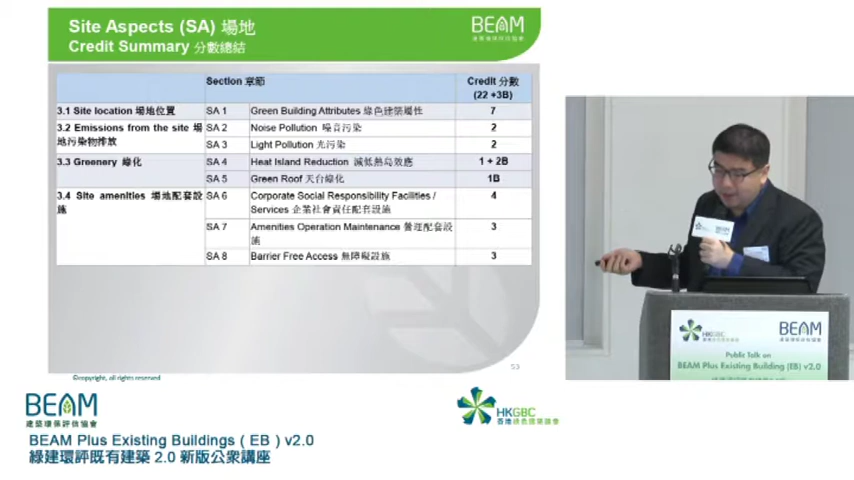 Site Aspects (SA) 場地
Credit Summary 分數總結
BEAM
建築環保評估協會
Section 章節
Credit 分數
(22 +3B)
3.1 Site location 場地位置
SA 1
Green Building Attributes 綠色建築屬性
7
3.2 Emissions from the site 場
地污染物排放
SA 2
Noise Pollution 噪音污染
2
SA 3
Light Pollution 光污染
2
3.3 Greenery 綠化
SA 4
Heat Island Reduction 減低熱島效應
1 + 2B
SA 5
Green Roof 天台綠化
1B
3.4 Site amenities 場地配套設
施
SA 6
Corporate Social Responsibility Facilities /
Services 企業社會責任配套設施
4
SA 7
Amenities Operation Maintenance 營運配套設
施
3
SA 8
Barrier Free Access 無障礙設施
3
53
©copyright, all rights reserved
HKGBC
BEAM
Public Talk on
BEAM Plus Existing Building (EB) v2.0
BEAM
建築環保評估協會
HKGBC
香港綠色建築議會
BEAM Plus Existing Buildings ( EB ) v2.0
綠建環評既有建築 2.0 新版公眾講座